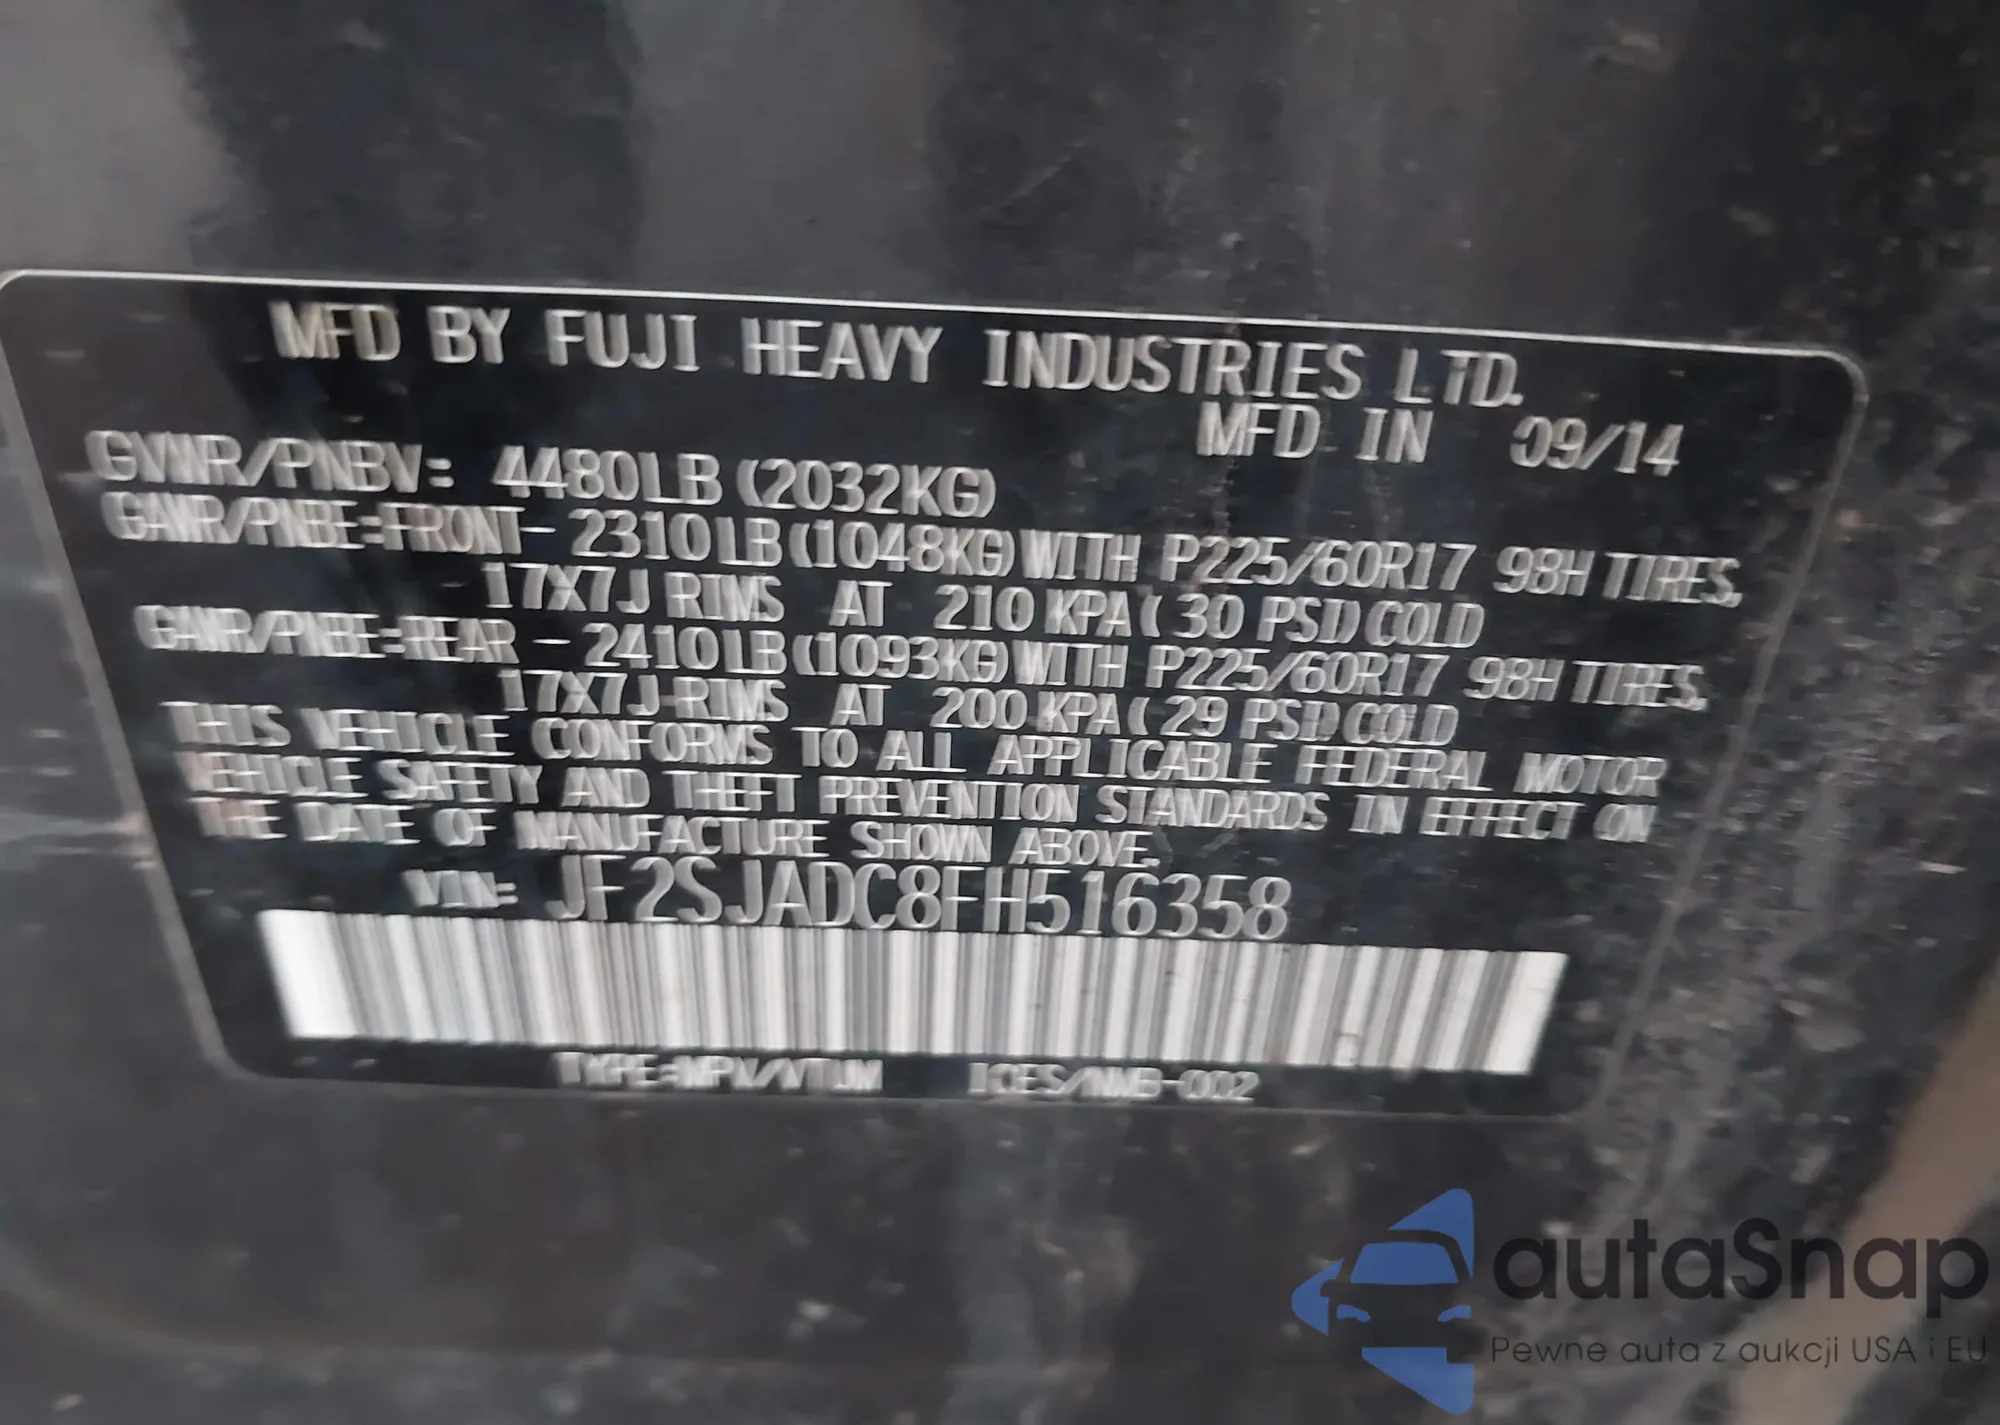 MFD BY FUJI HEAVY INDUSTRIES LTD.
MFD IN 09/14
GVWR/PNBV: 4480LB (2032KG)
GAWR/PNBE:FRONT- 2310LB(1048KG)WITH P225/60R17 98H TIRES,
17X7J RIMS AT 210 KPA( 30 PSI)COLD
GAWR/PNBE:REAR - 2410LB(1093KG)WITH P225/60R17 98H TIRES,
17X7J RIMS AT 200 KPA( 29 PSI)COLD
THIS VEHICLE CONFORMS TO ALL APPLICABLE FEDERAL MOTOR
VEHICLE SAFETY AND THEFT PREVENTION STANDARDS IN EFFECT ON
THE DATE OF MANUFACTURE SHOWN ABOVE.
VIN: JF2SJADC8FH516358
TYPE:MPV/VTUM ICES/NMB-002
autaSnap
Pewne auta z aukcji USA i EU